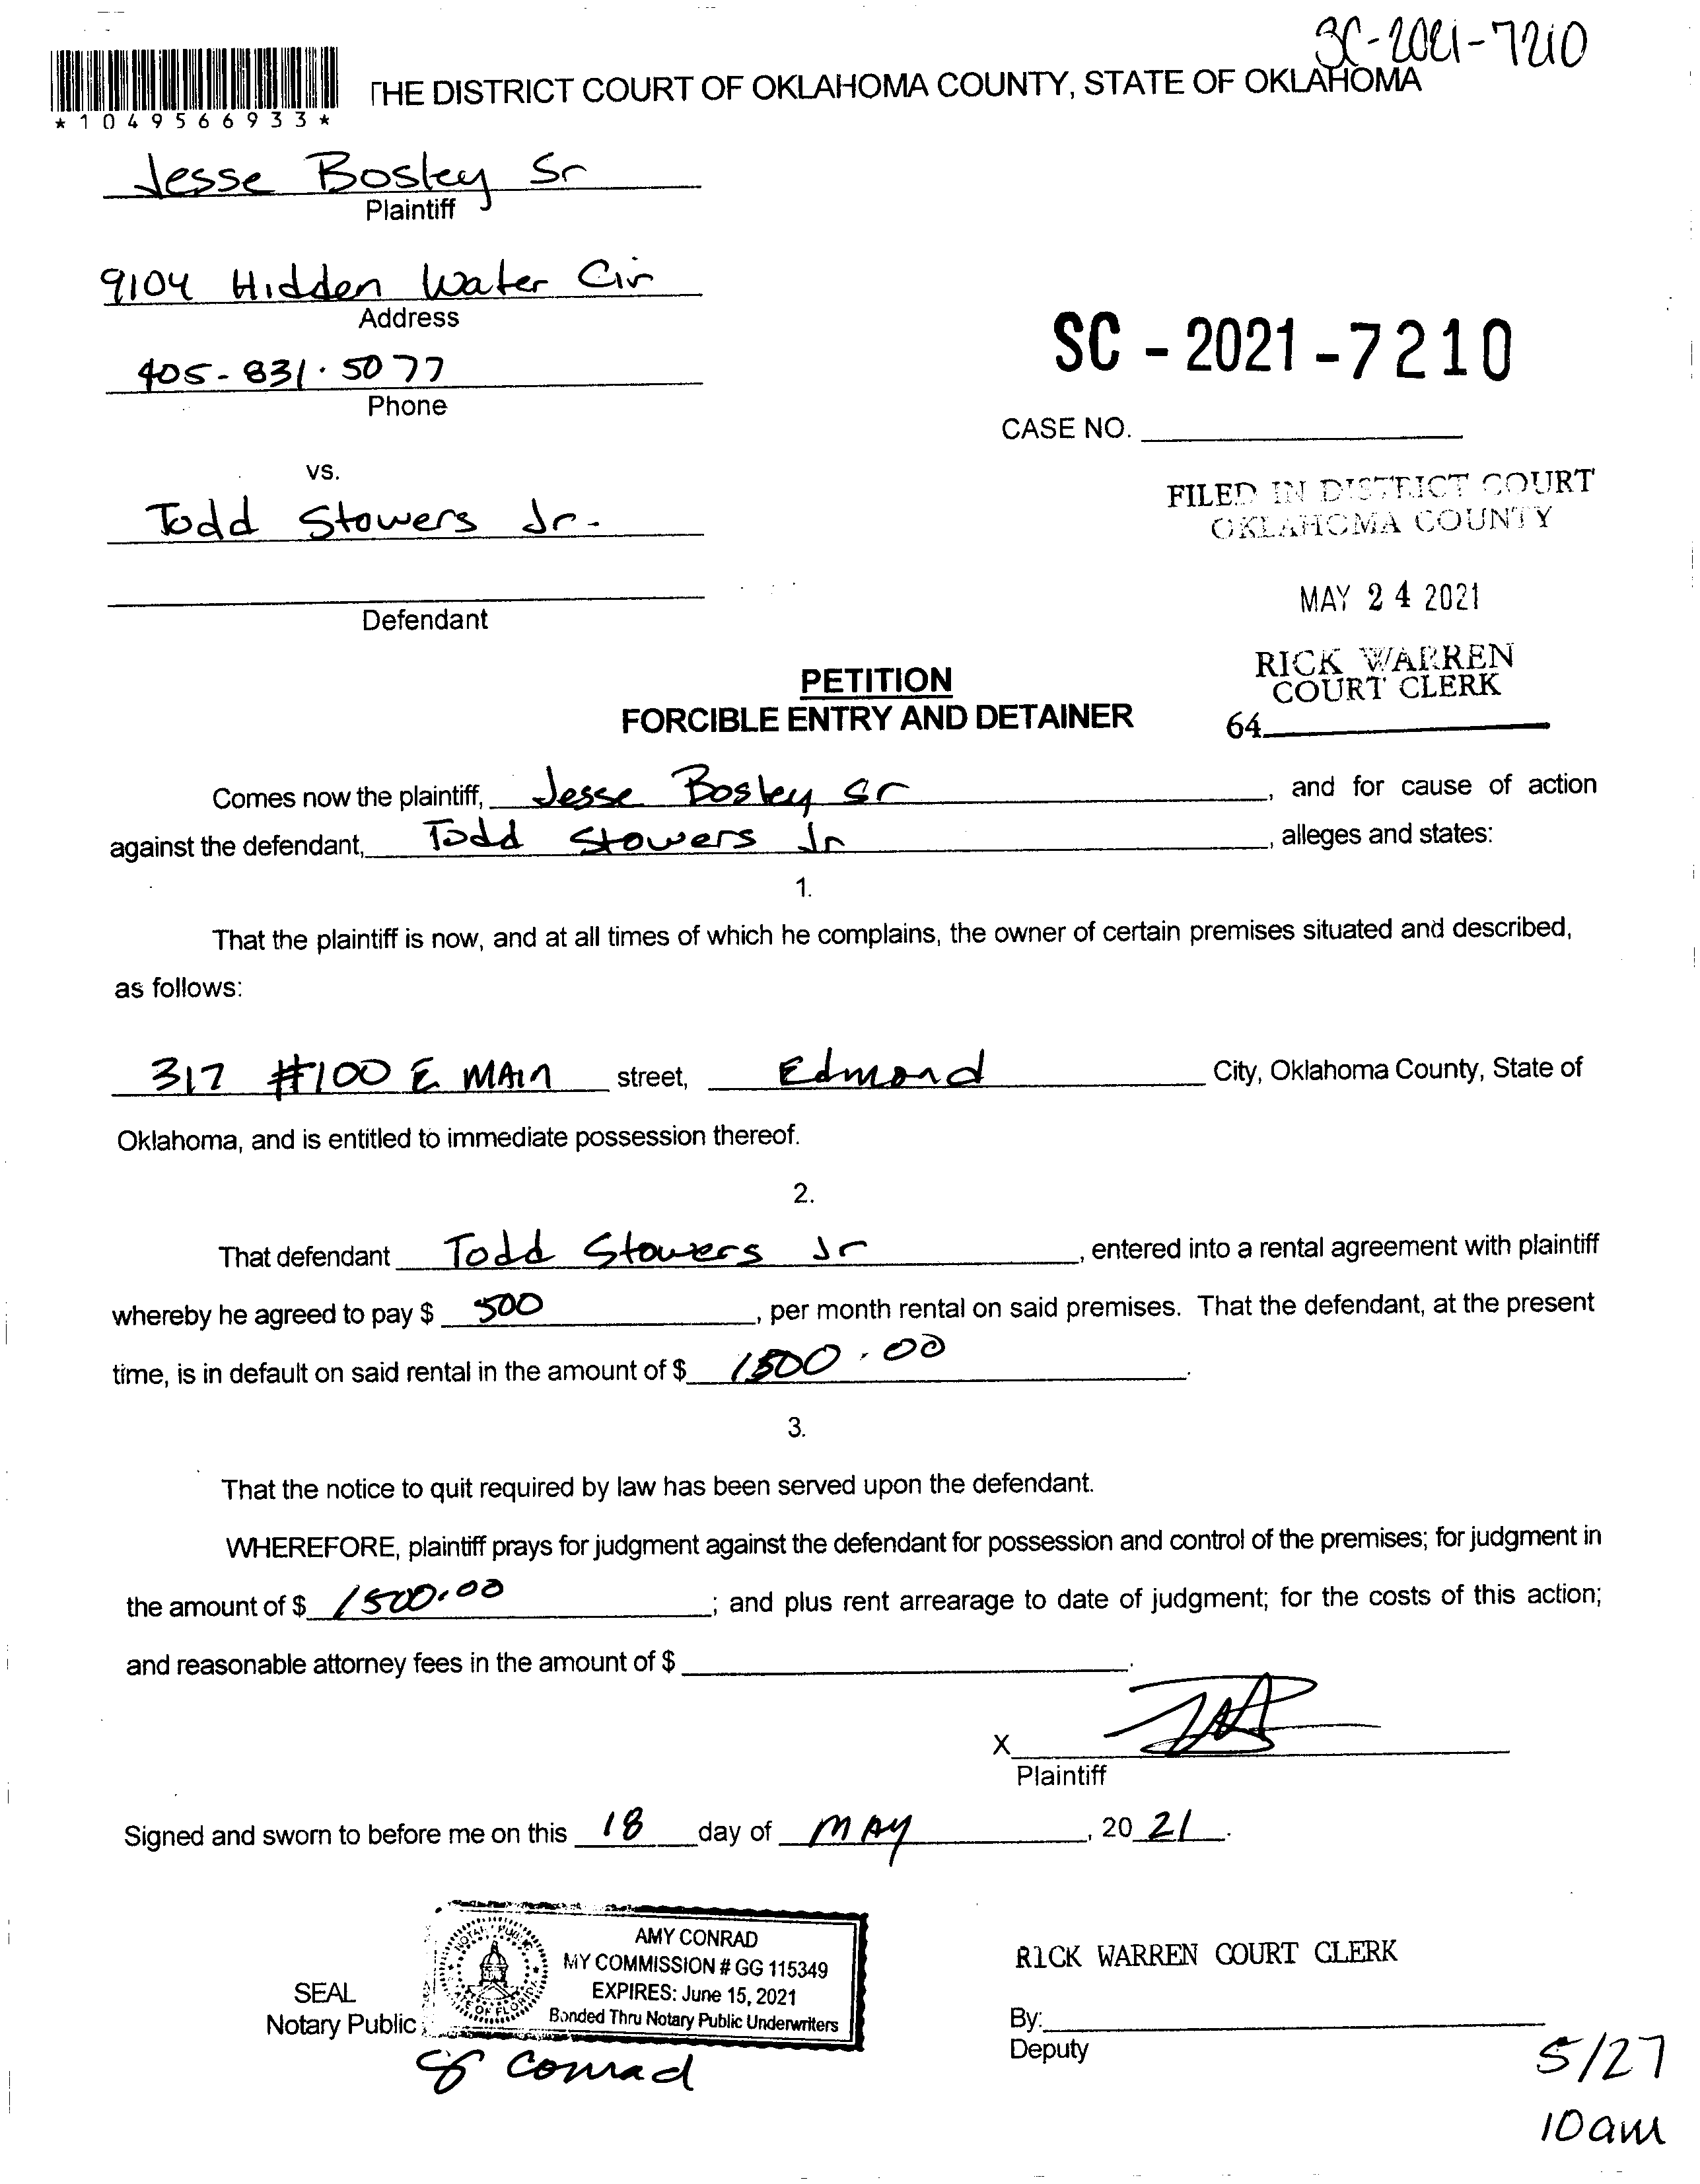 SC-2021-7210
*1049566933*
THE DISTRICT COURT OF OKLAHOMA COUNTY, STATE OF OKLAHOMA
Jesse Bosley Sr
Plaintiff
9104 Hidden Water Cir
Address
405-831-5077
Phone
SC-2021-7210
CASE NO.
vs.
Todd Stowers Jr.
Defendant
FILED IN DISTRICT COURT
OKLAHOMA COUNTY
MAY 24 2021
RICK WARREN
COURT CLERK
64
PETITION
FORCIBLE ENTRY AND DETAINER
Comes now the plaintiff, Jesse Bosley Sr, and for cause of action
against the defendant, Todd Stowers Jr, alleges and states:
1.
That the plaintiff is now, and at all times of which he complains, the owner of certain premises situated and described,
as follows:
317 #100 E MAin street, Edmond City, Oklahoma County, State of
Oklahoma, and is entitled to immediate possession thereof.
2.
That defendant Todd Stowers Jr, entered into a rental agreement with plaintiff
whereby he agreed to pay $ 500, per month rental on said premises. That the defendant, at the present
time, is in default on said rental in the amount of $ 1500.00.
3.
That the notice to quit required by law has been served upon the defendant.
WHEREFORE, plaintiff prays for judgment against the defendant for possession and control of the premises; for judgment in
the amount of $ 1500.00; and plus rent arrearage to date of judgment; for the costs of this action;
and reasonable attorney fees in the amount of $.
X
Plaintiff
Signed and sworn to before me on this 18 day of MAY, 20 21.
SEAL
Notary Public
NOTARY PUBLIC
STATE OF FLORIDA
AMY CONRAD
MY COMMISSION # GG 115349
EXPIRES: June 15, 2021
Bonded Thru Notary Public Underwriters
Conrad
RICK WARREN COURT CLERK
By:
Deputy
5/27
10am